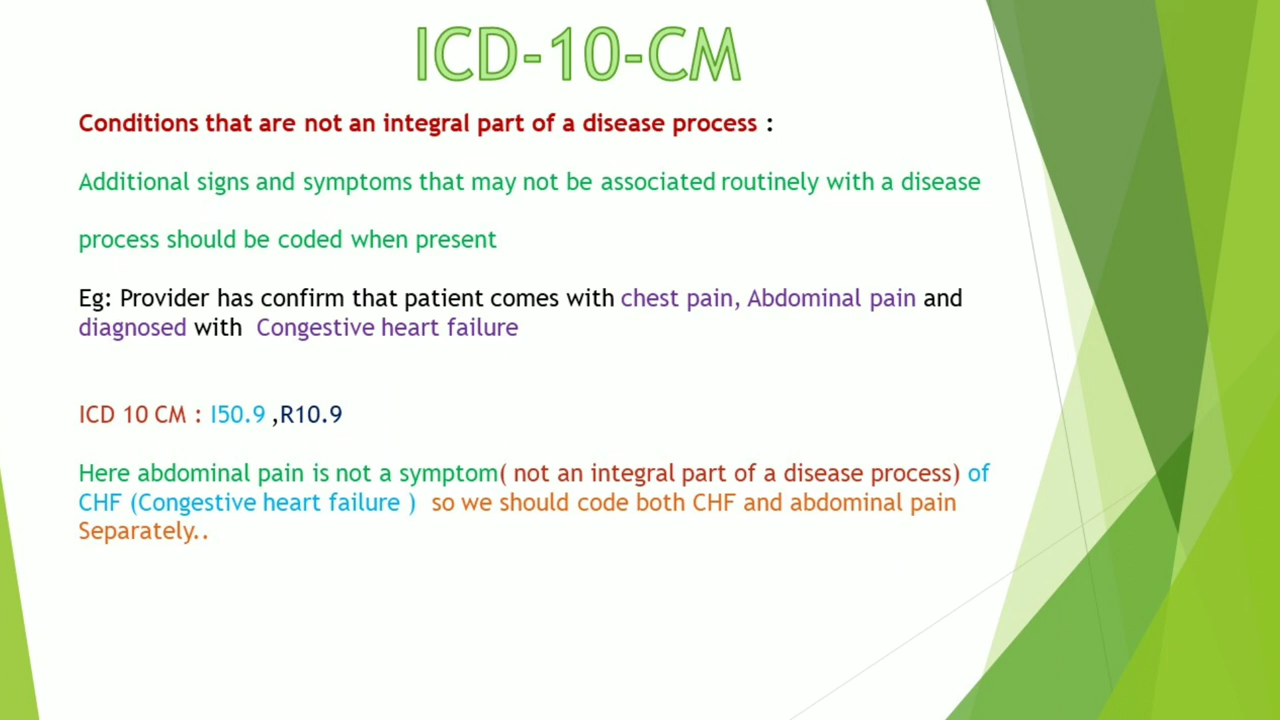 ICD-10-CM
Conditions that are not an integral part of a disease process :
Additional signs and symptoms that may not be associated routinely with a disease
process should be coded when present
Eg: Provider has confirm that patient comes with chest pain, Abdominal pain and
diagnosed with Congestive heart failure
ICD 10 CM : I50.9 ,R10.9
Here abdominal pain is not a symptom( not an integral part of a disease process) of
CHF (Congestive heart failure ) so we should code both CHF and abdominal pain
Separately..